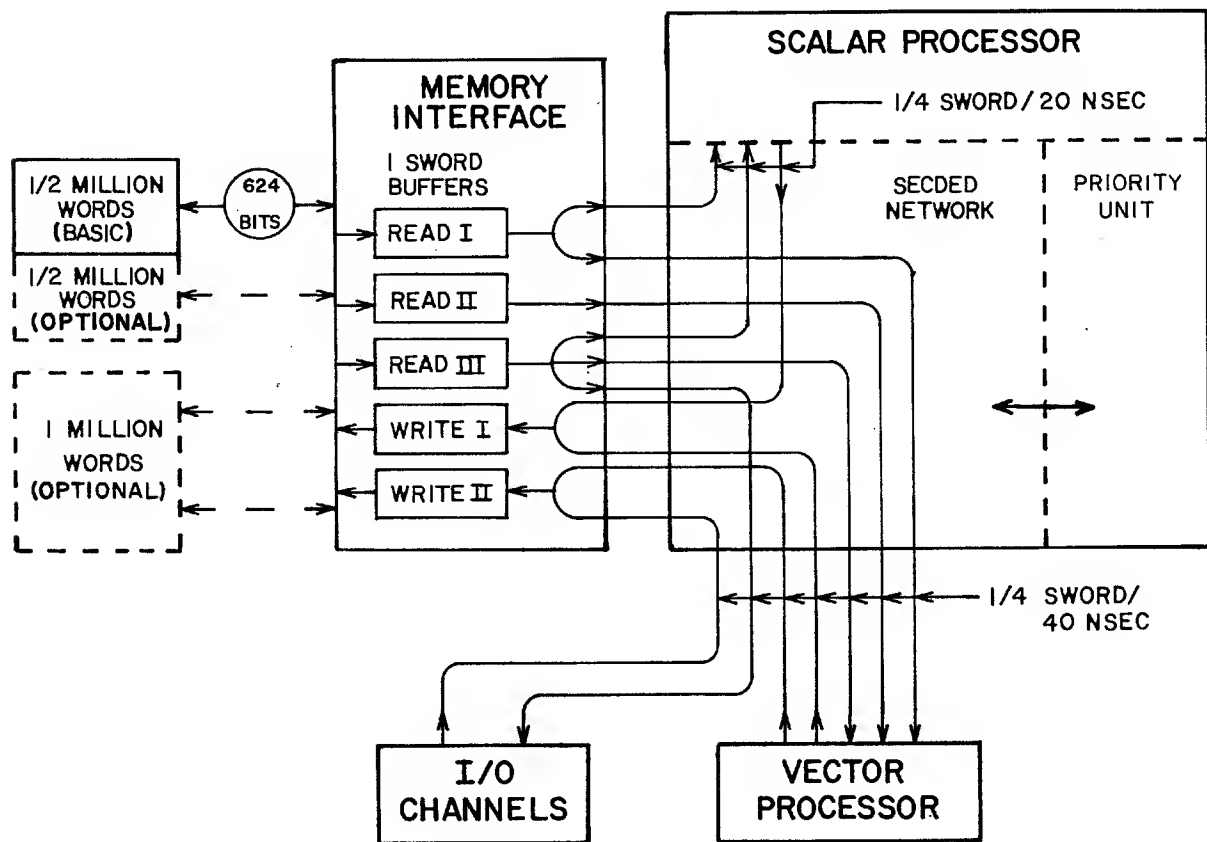 SCALAR PROCESSOR
1/4 SWORD/20 NSEC
SECDED
NETWORK
PRIORITY
UNIT
MEMORY
INTERFACE
1 SWORD
BUFFERS
READ I
READ II
READ III
WRITE I
WRITE II
1/2 MILLION
WORDS
(BASIC)
624
BITS
1/2 MILLION
WORDS
(OPTIONAL)
1 MILLION
WORDS
(OPTIONAL)
1/4 SWORD/
40 NSEC
I/O
CHANNELS
VECTOR
PROCESSOR